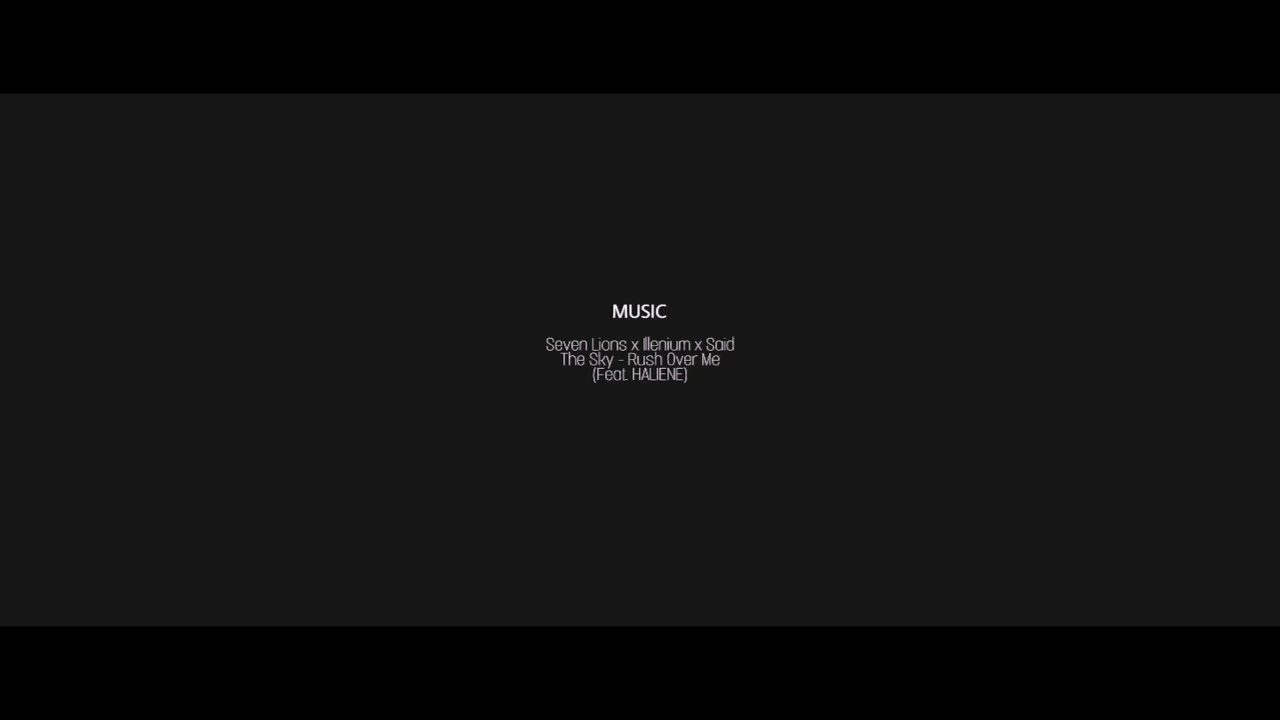 MUSIC
Seven Lions x Illenium x Said
The Sky - Rush Over Me
(Feat. HALIENE)